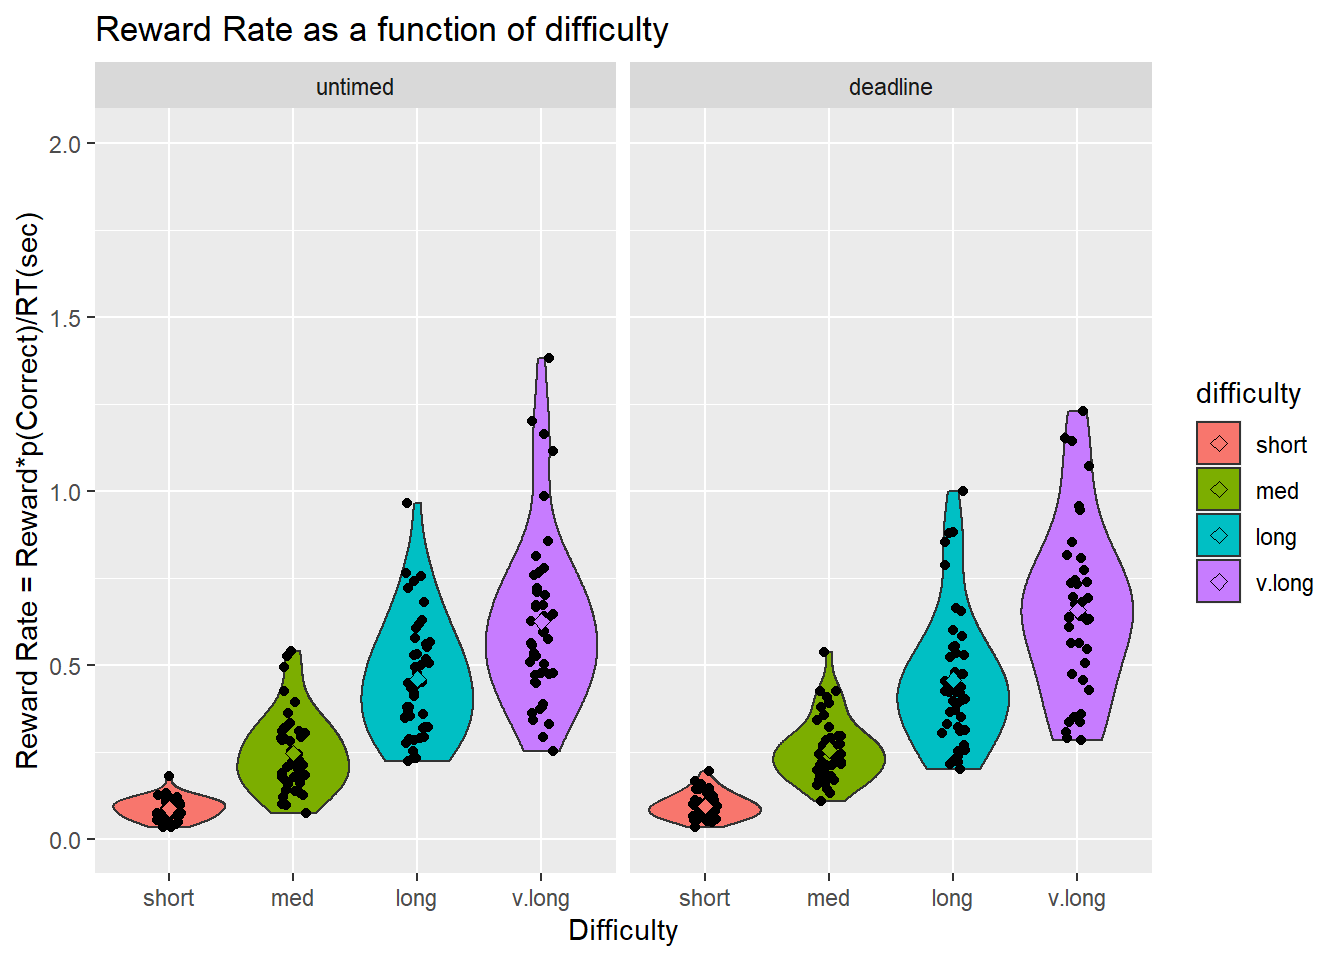 Reward Rate as a function of difficulty
untimed
deadline
Reward Rate = Reward*p(Correct)/RT(sec)
2.0
1.5
1.0
0.5
0.0
short
med
long
v.long
short
med
long
v.long
Difficulty
difficulty
short
med
long
v.long